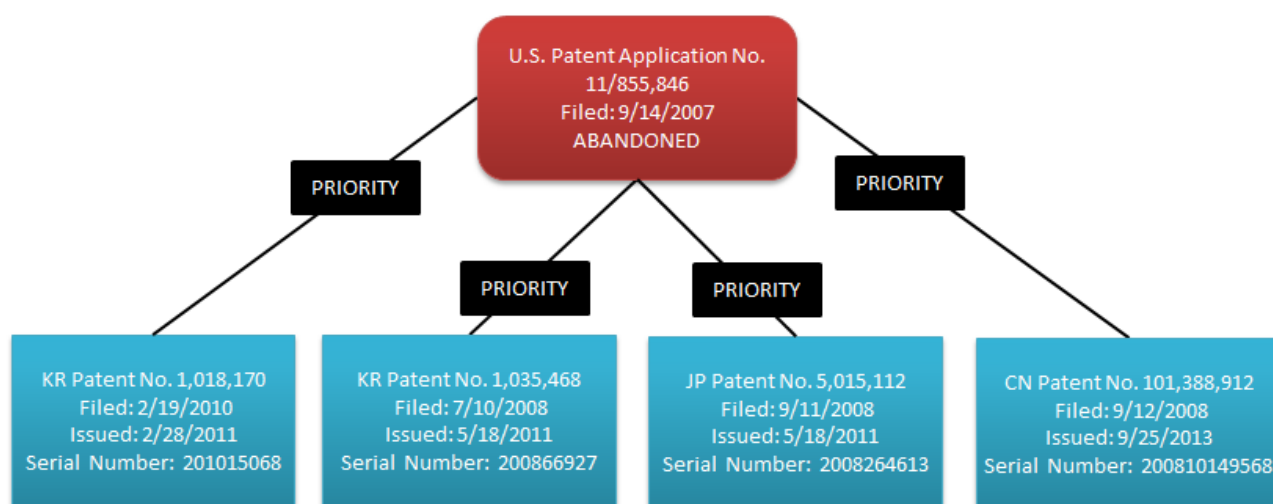 U.S. Patent Application No.
11/855,846
Filed: 9/14/2007
ABANDONED
PRIORITY
PRIORITY
PRIORITY
PRIORITY
KR Patent No. 1,018,170
Filed: 2/19/2010
Issued: 2/28/2011
Serial Number: 201015068
KR Patent No. 1,035,468
Filed: 7/10/2008
Issued: 5/18/2011
Serial Number: 200866927
JP Patent No. 5,015,112
Filed: 9/11/2008
Issued: 5/18/2011
Serial Number: 2008264613
CN Patent No. 101,388,912
Filed: 9/12/2008
Issued: 9/25/2013
Serial Number: 200810149568